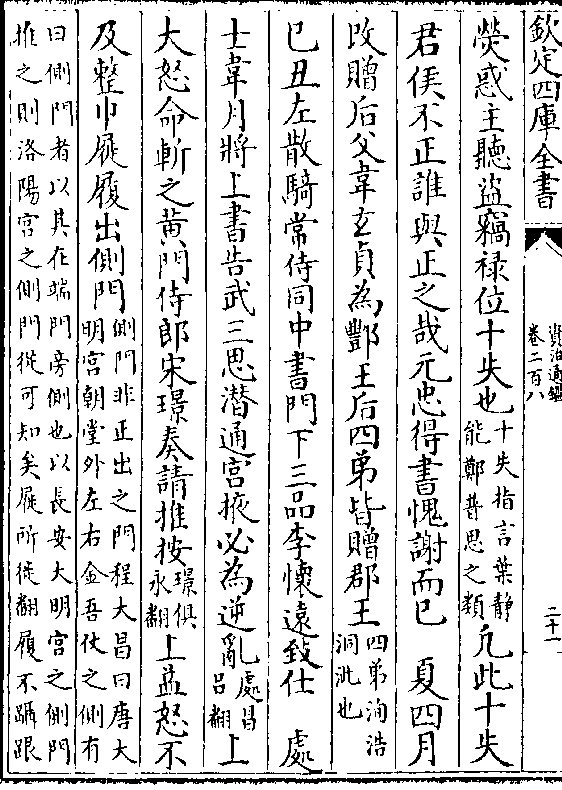 欽定四庫全書
資治通鑑
卷二百八
二十一
熒惑主聽盜竊祿位十失也十失指言葉靜
能鄭普思之類凡此十失
君侯不正誰與正之哉元忠得書愧謝而已　夏四月
改贈后父韋玄貞為酆王后四弟皆贈郡王四弟洵浩
洞泚也
已丑左散騎常侍同中書門下三品李懷遠致仕　處
士韋月將上書告武三思潛通宮掖必為逆亂處昌
吕翻上
大怒命斬之黄門侍郎宋璟奏請推按璟俱
永翻上益怒不
及整巾屣履出側門側門非正出之門程大昌曰唐大
明宮朝堂外左右金吾仗之側有
曰側門者以其在端門旁側也以長安大明宮之側門
推之則洛陽宮之側門從可知矣屣所徙翻履不躡跟